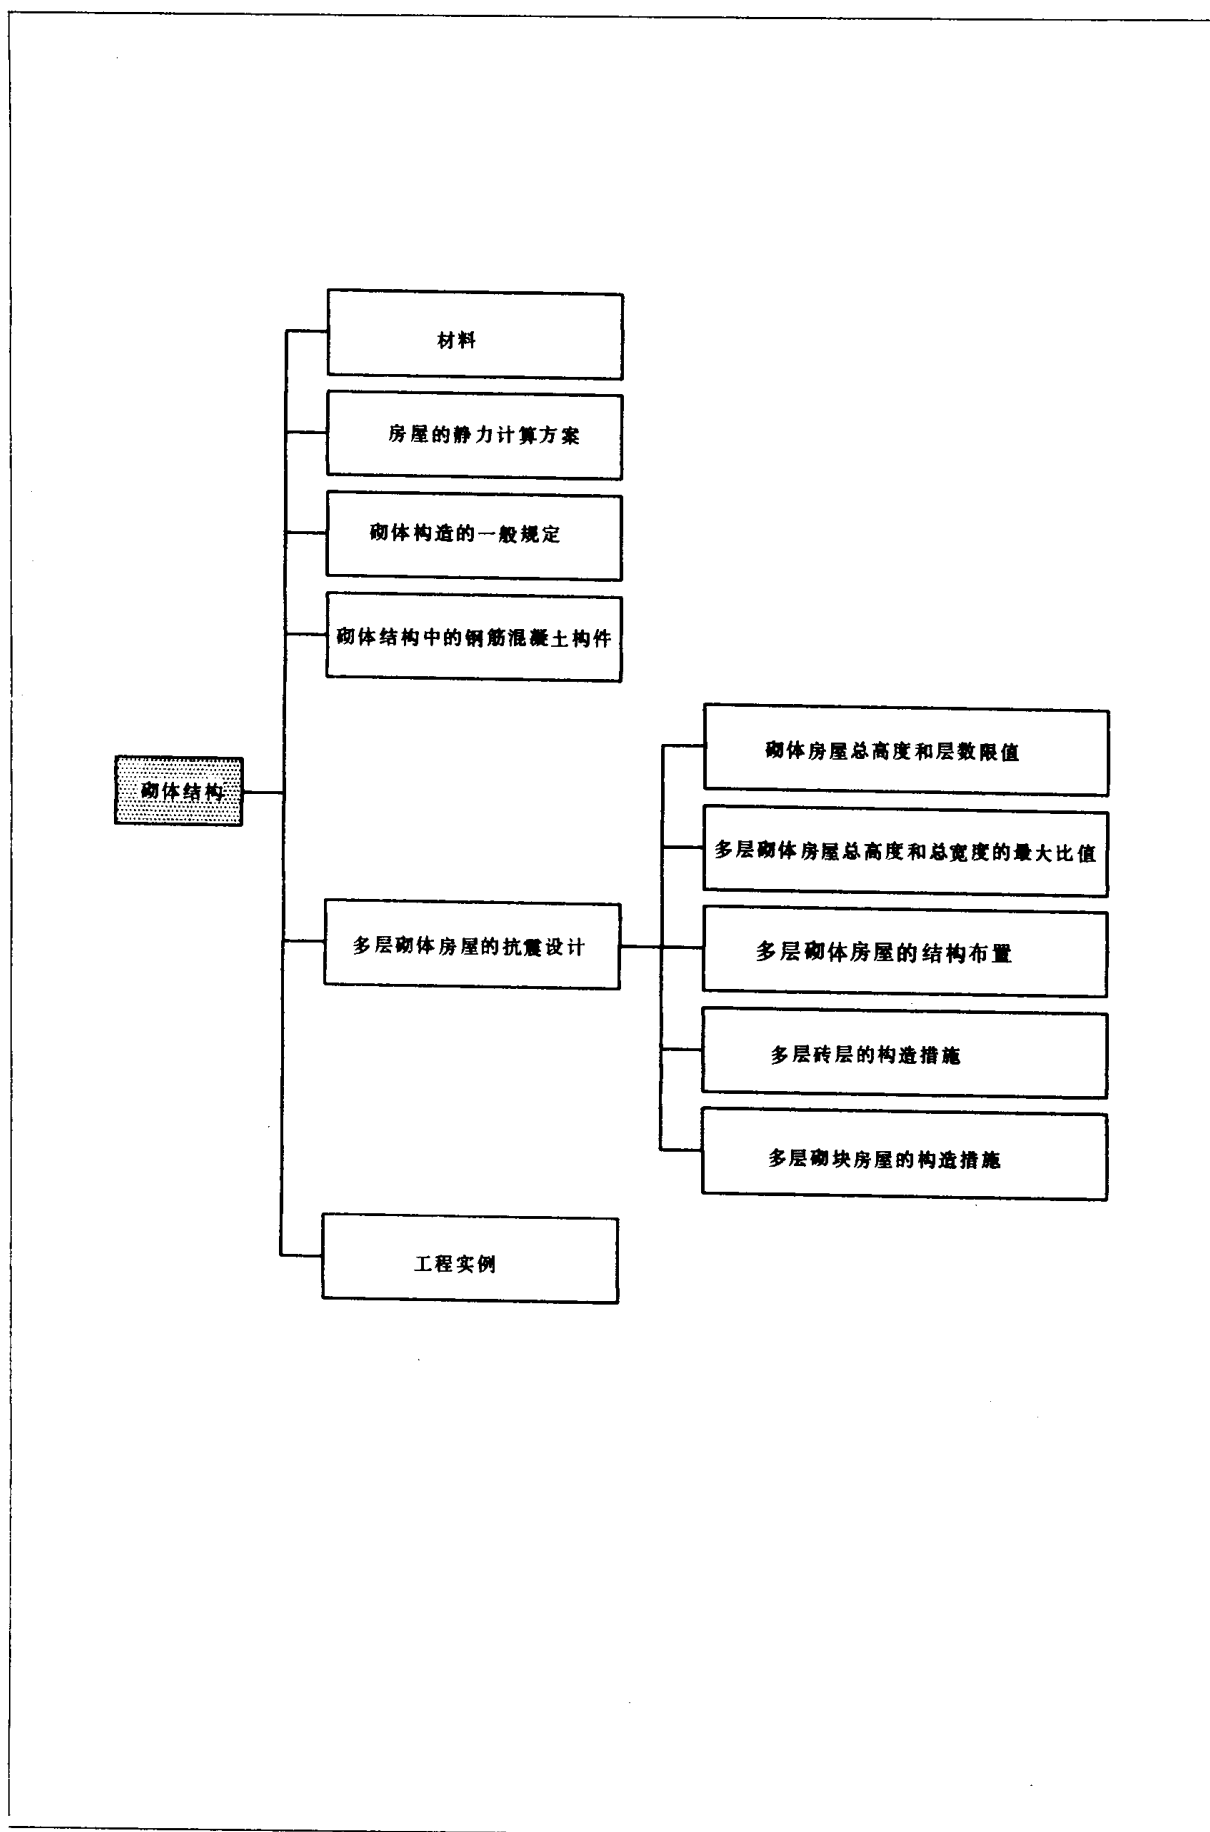 材料
房屋的静力计算方案
砌体构造的一般规定
砌体结构中的钢筋混凝土构件
砌体结构
多层砌体房屋的抗震设计
砌体房屋总高度和层数限值
多层砌体房屋总高度和总宽度的最大比值
多层砌体房屋的结构布置
多层砖层的构造措施
多层砌块房屋的构造措施
工程实例